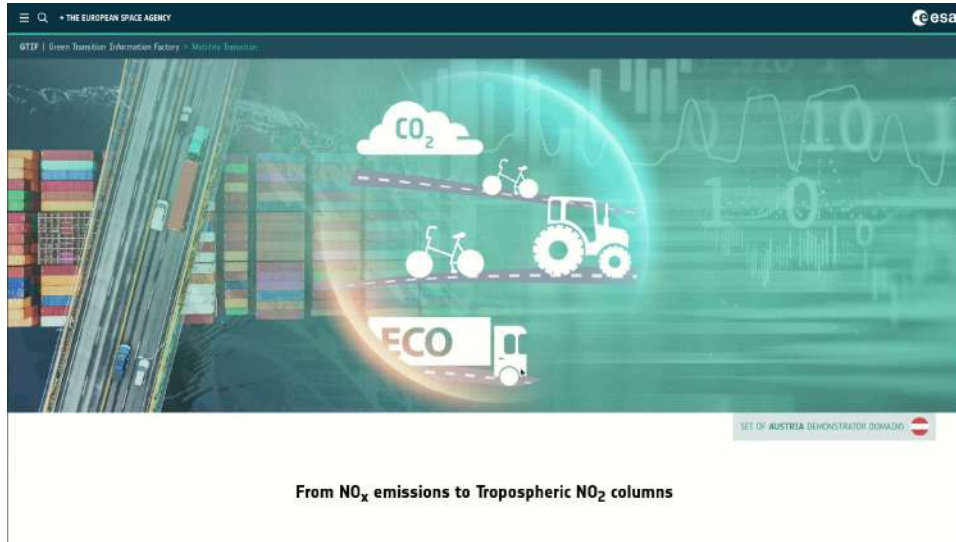 • THE EUROPEAN SPACE AGENCY
esa
GTIF | Green Transition Information Factory > Mobility Transition
CO2
ECO
SET OF AUSTRIA DEMONSTRATOR DOMAINS
From NOx emissions to Tropospheric NO2 columns